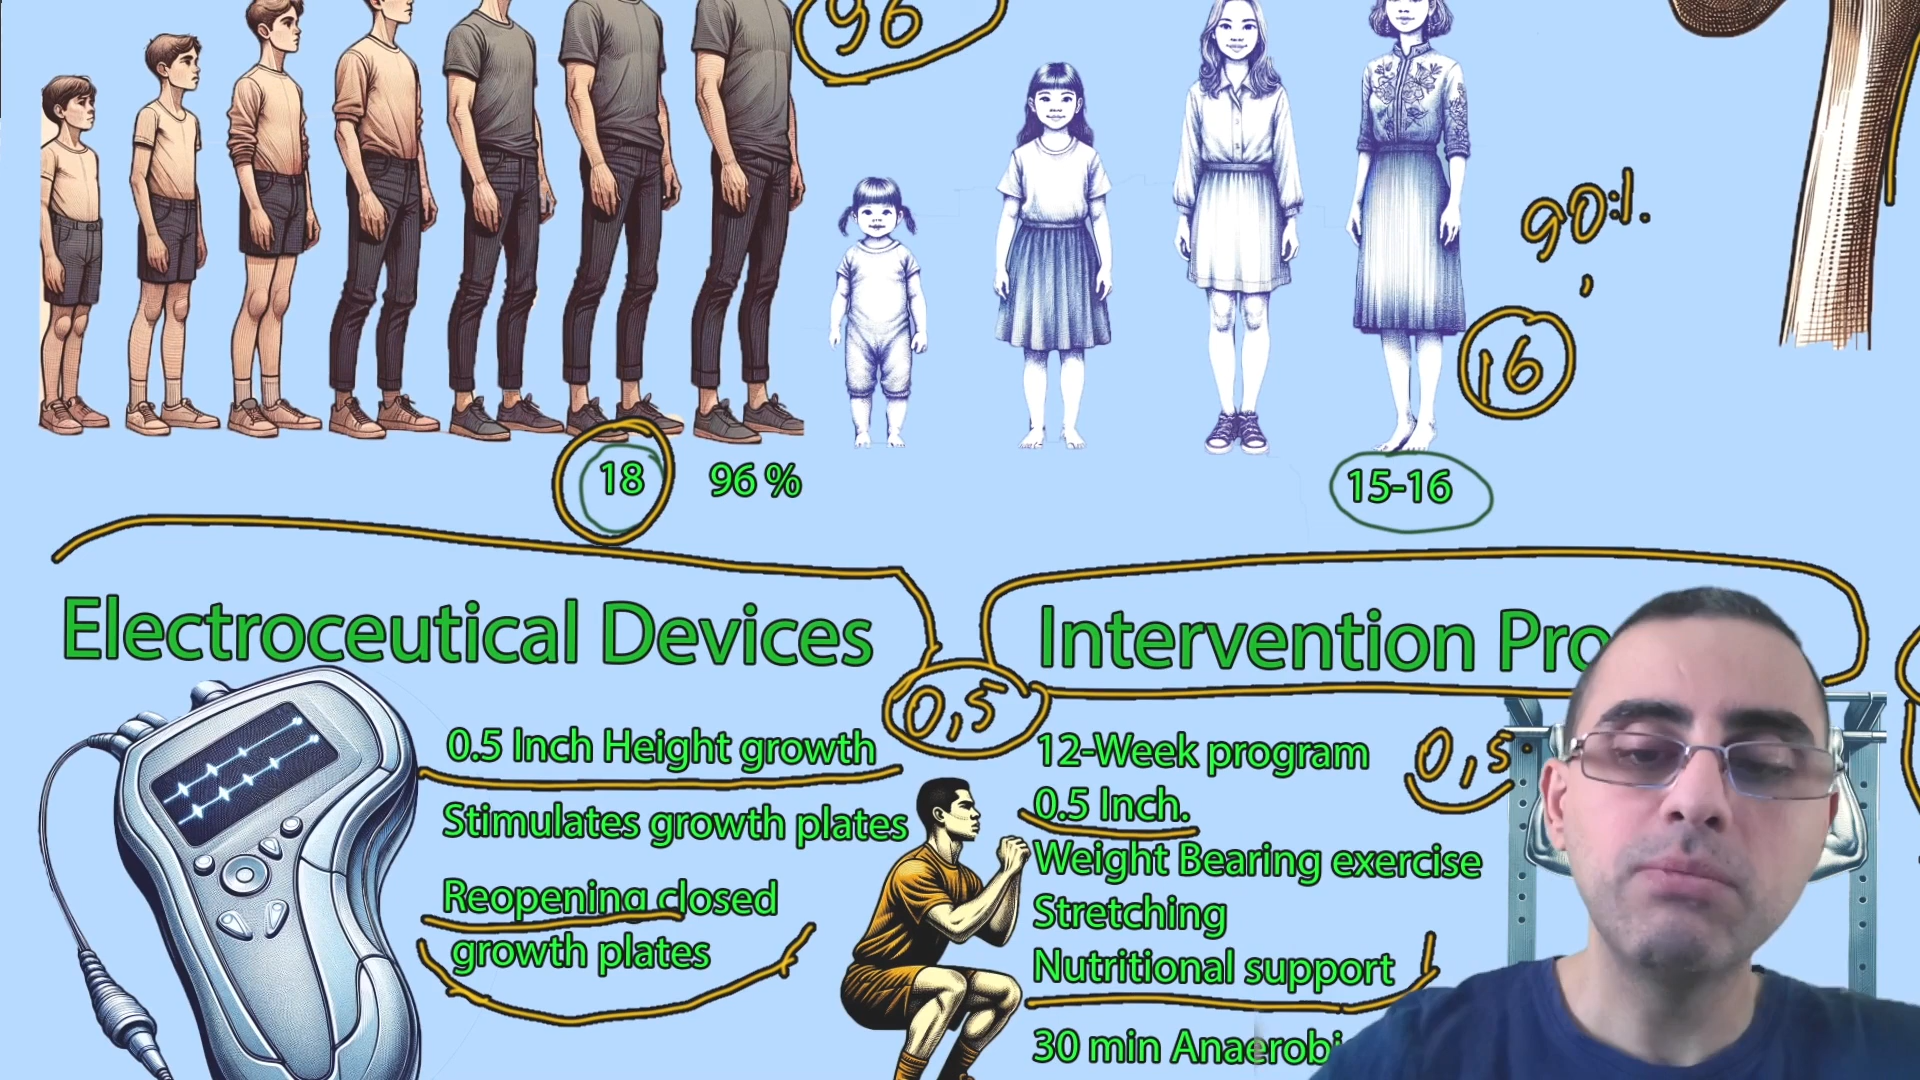 96
90%.
16
18
96 %
15-16
Electroceutical Devices
0.5 Inch Height growth
Stimulates growth plates
Reopening closed
growth plates
0,5
Intervention Pro
12-Week program
0,5
0.5 Inch.
Weight Bearing exercise
Stretching
Nutritional support
30 min Anaerobi